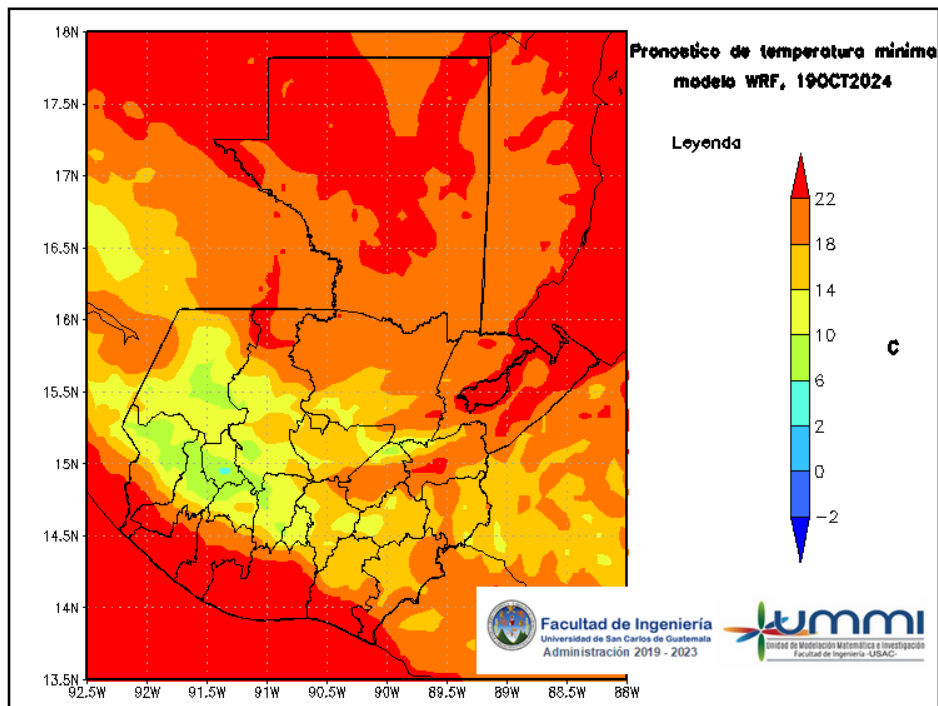 Pronostico de temperatura minima
modelo WRF, 19OCT2024
Leyenda
22
18
14
10
6
2
0
−2
C
18N
17.5N
17N
16.5N
16N
15.5N
15N
14.5N
14N
13.5N
92.5W 92W 91.5W 91W 90.5W 90W 89.5W 89W 88.5W 88W
Facultad de Ingeniería
Universidad de San Carlos de Guatemala
Administración 2019 - 2023
ummi
Unidad de Modelación Matemática e Investigación
Facultad de Ingeniería -USAC-